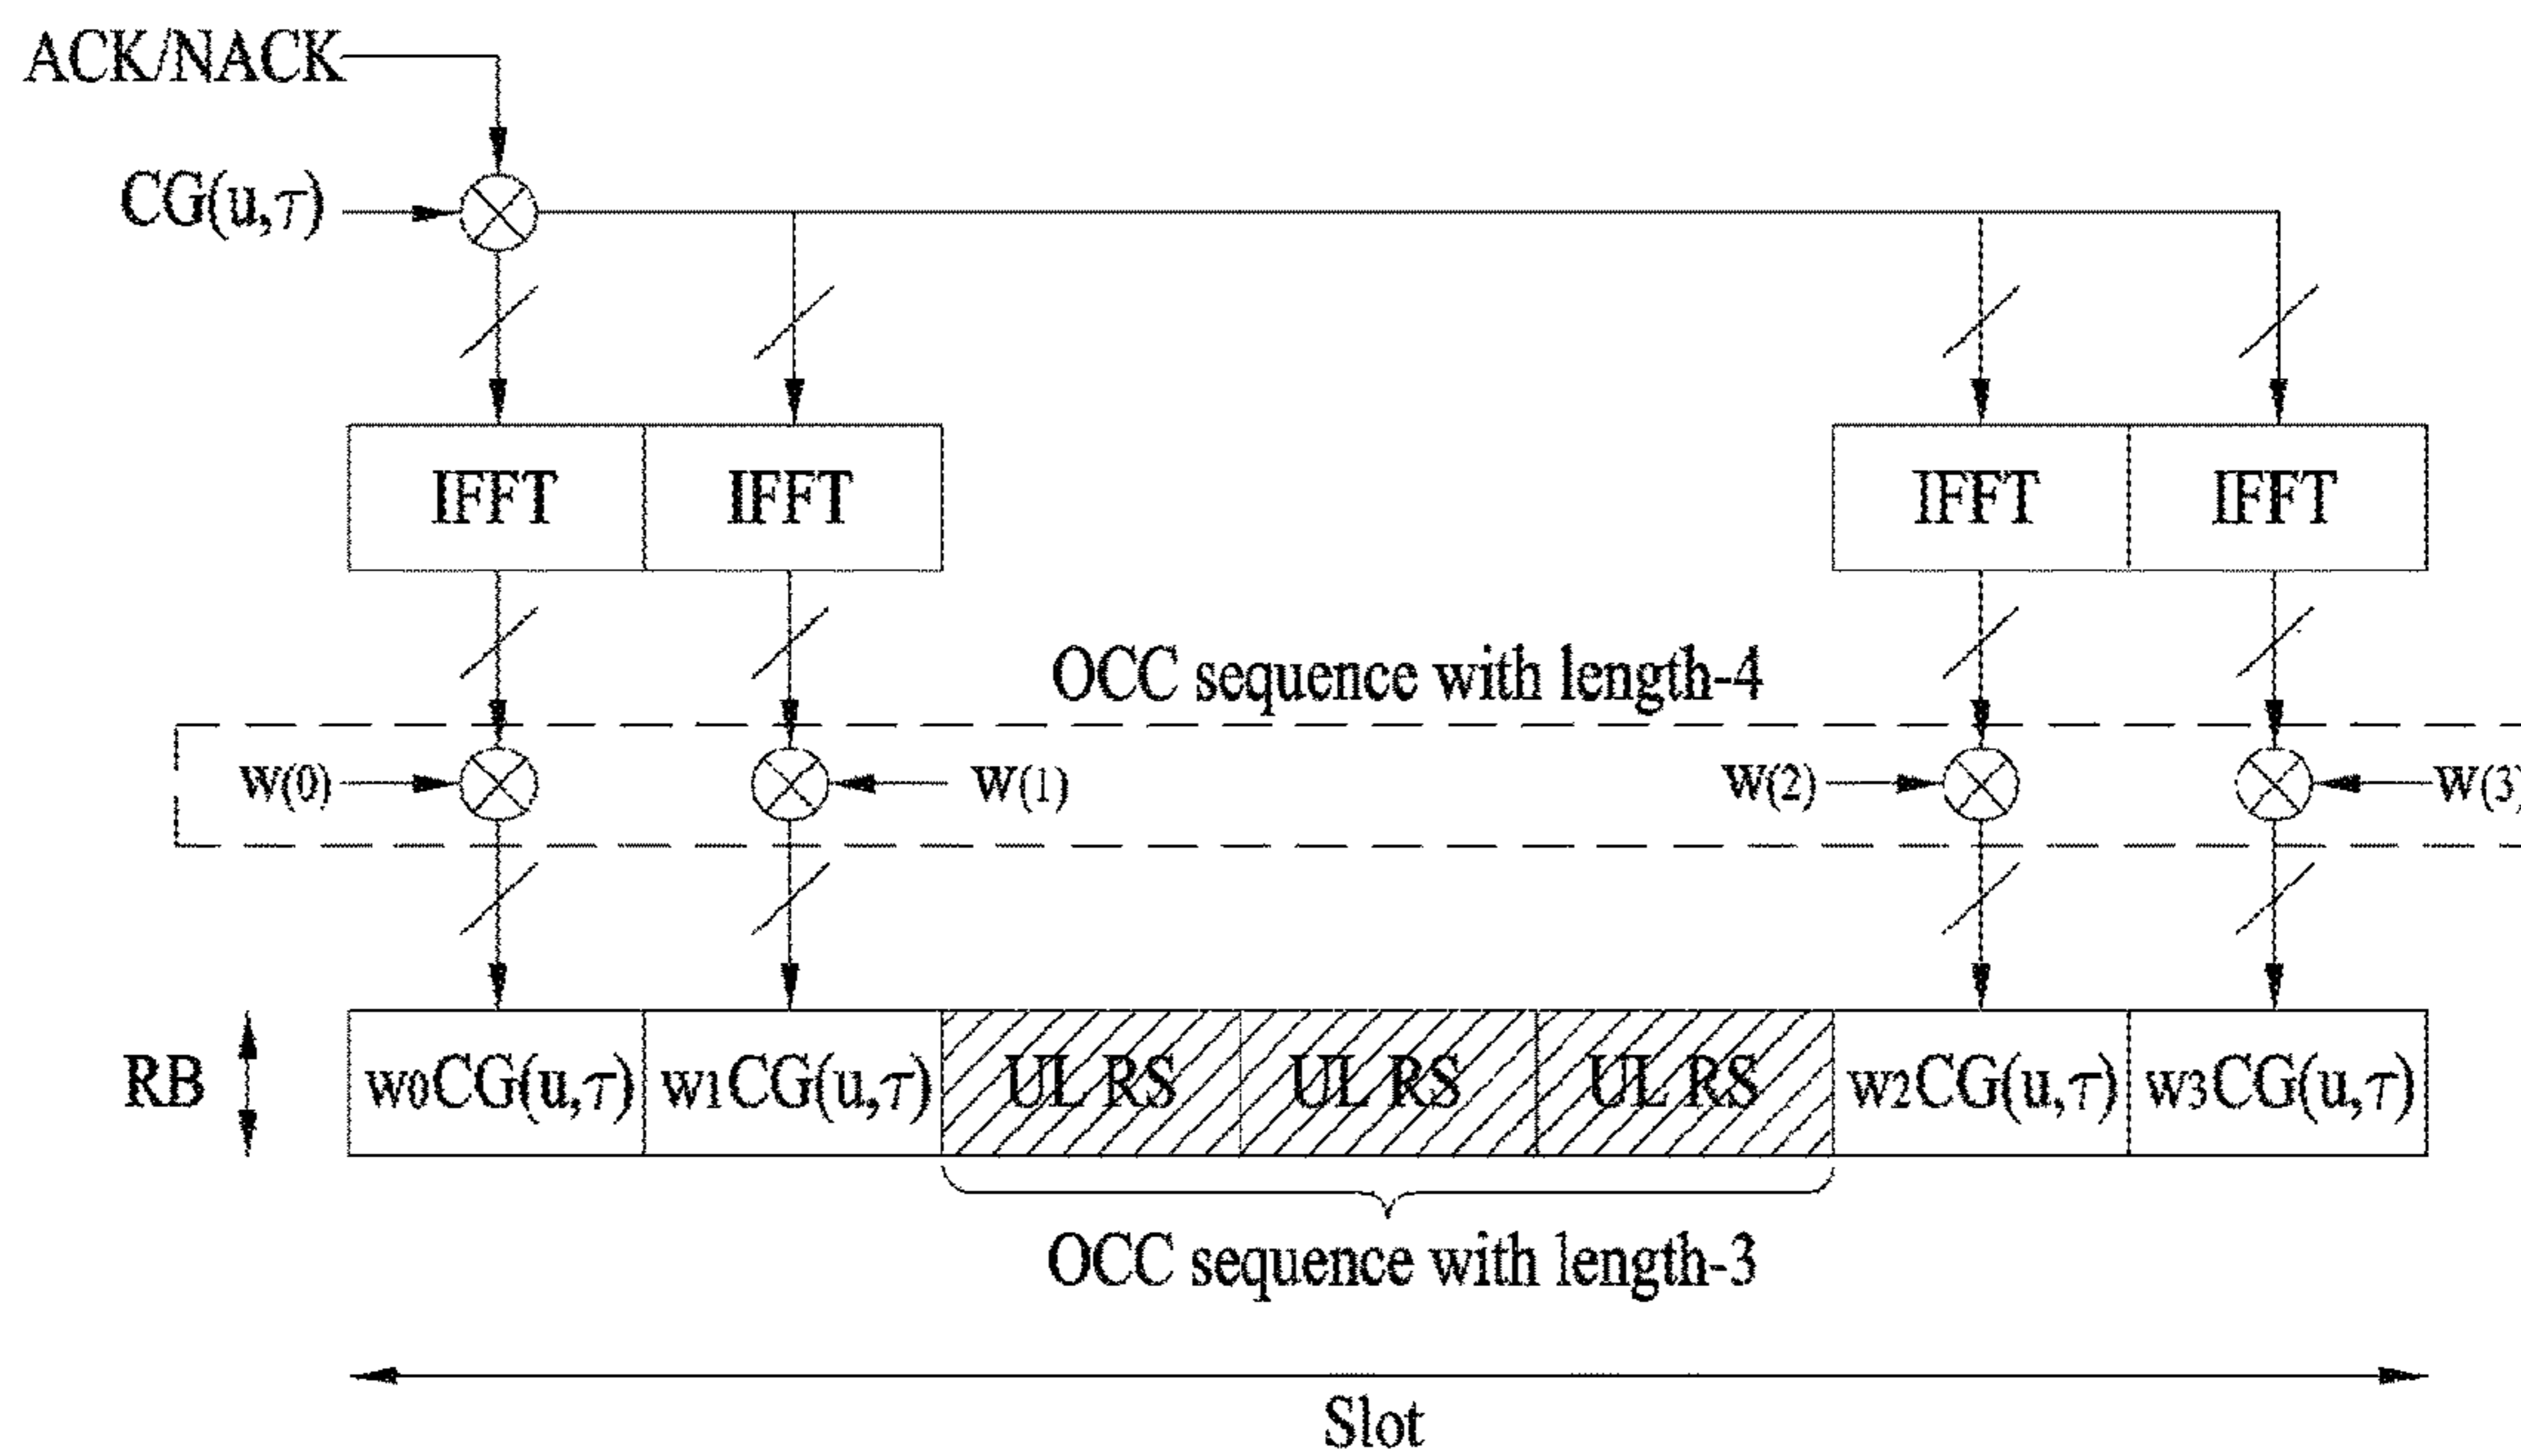 ACK/NACK
CG(u,τ)
IFFT IFFT IFFT IFFT
OCC sequence with length-4
w(0) w(1) w(2) w(3)
RB w0CG(u,τ) w1CG(u,τ) UL RS UL RS UL RS w2CG(u,τ) w3CG(u,τ)
OCC sequence with length-3
Slot